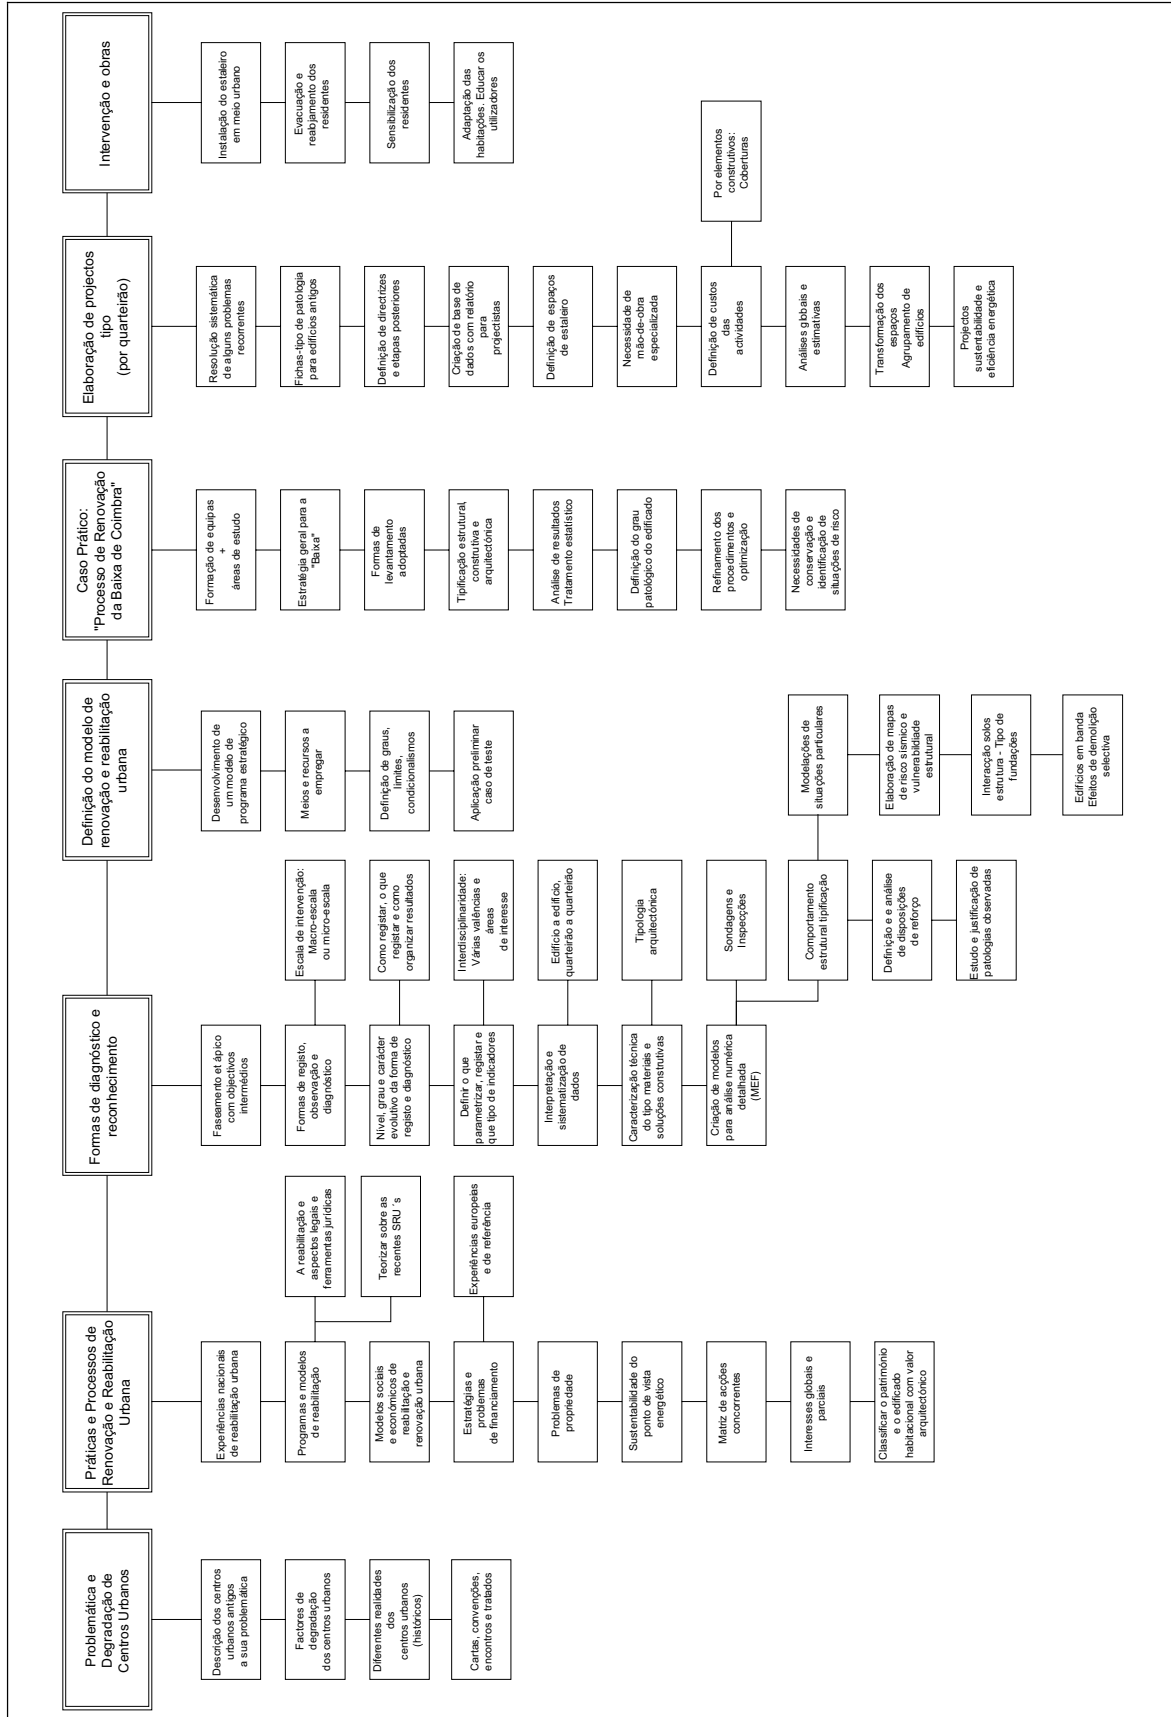 Problemática e
Degradação de
Centros Urbanos
Descrição dos centros
urbanos antigos
a sua problemática
Factores de
degradação
dos centros urbanos
Diferentes realidades
dos
centros urbanos
(históricos)
Cartas, convenções,
encontros e tratados
Práticas e Processos de
Renovação e Reabilitação
Urbana
Experiências nacionais
de reabilitação urbana
Programas e modelos
de reabilitação
A reabilitação e
aspectos legais e
ferramentas jurídicas
Teorizar sobre as
recentes SRU´s
Modelos sociais
e económicos de
reabilitação e
renovação urbana
Estratégias e
problemas
de financiamento
Experiências europeias
e de referência
Problemas de
propriedade
Sustentabilidade do
ponto de vista
energético
Matriz de acções
concorrentes
Interesses globais e
parciais
Classificar o património
e o edificado
habitacional com valor
arquitectónico
Formas de diagnóstico e
reconhecimento
Faseamento et ápico
com objectivos
intermédios
Formas de registo,
observação e
diagnóstico
Escala de intervenção:
Macro-escala
ou micro-escala
Nível, grau e carácter
evolutivo da forma de
registo e diagnóstico
Como registar, o que
registar e como
organizar resultados
Definir o que
parametrizar, registar e
que tipo de indicadores
Interdisciplinaridade:
Várias valências e
áreas
de interesse
Interpretação e
sistematização de
dados
Edifício a edifício,
quarteirão a quarteirão
Caracterização técnica
do tipo materiais e
soluções construtivas
Tipologia
arquitectónica
Criação de modelos
para análise numérica
detalhada
(MEF)
Sondagens e
Inspecções
Comportamento
estrutural tipificação
Definição e e análise
de disposições
de reforço
Estudo e justificação de
patologias observadas
Modelações de
situações particulares
Elaboração de mapas
de risco sísmico e
vulnerabilidade
estrutural
Interacção solos
estrutura - Tipo de
fundações
Edifícios em banda
Efeitos de demolição
selectiva
Definição do modelo de
renovação e reabilitação
urbana
Desenvolvimento de
um modelo de
programa estratégico
Meios e recursos a
empregar
Definição de graus,
limites,
condicionalismos
Aplicação preliminar
caso de teste
Caso Prático:
"Processo de Renovação
da Baixa de Coimbra"
Formação de equipas
+
áreas de estudo
Estratégia geral para a
"Baixa"
Formas de
levantamento
adoptadas
Tipificação estrutural,
construtiva e
arquitectónica
Análise de resultados
Tratamento estatístico
Definição do grau
patológico do edificado
Refinamento dos
procedimentos e
optimização
Necessidades de
conservação e
identificação de
situações de risco
Elaboração de projectos
tipo
(por quarteirão)
Resolução sistemática
de alguns problemas
recorrentes
Fichas-tipo de patologia
para edifícios antigos
Definição de directrizes
e etapas posteriores
Criação de base de
dados com relatório
para
projectistas
Definição de espaços
de estaleiro
Necessidade de
mão-de-obra
especializada
Definição de custos
das
actividades
Por elementos
construtivos:
Coberturas
Análises globais e
estimativas
Transformação dos
espaços
Agrupamento de
edifícios
Projectos
sustentabilidade e
eficiência energética
Intervenção e obras
Instalação do estaleiro
em meio urbano
Evacuação e
realojamento dos
residentes
Sensibilização dos
residentes
Adaptação das
habitações. Educar os
utilizadores